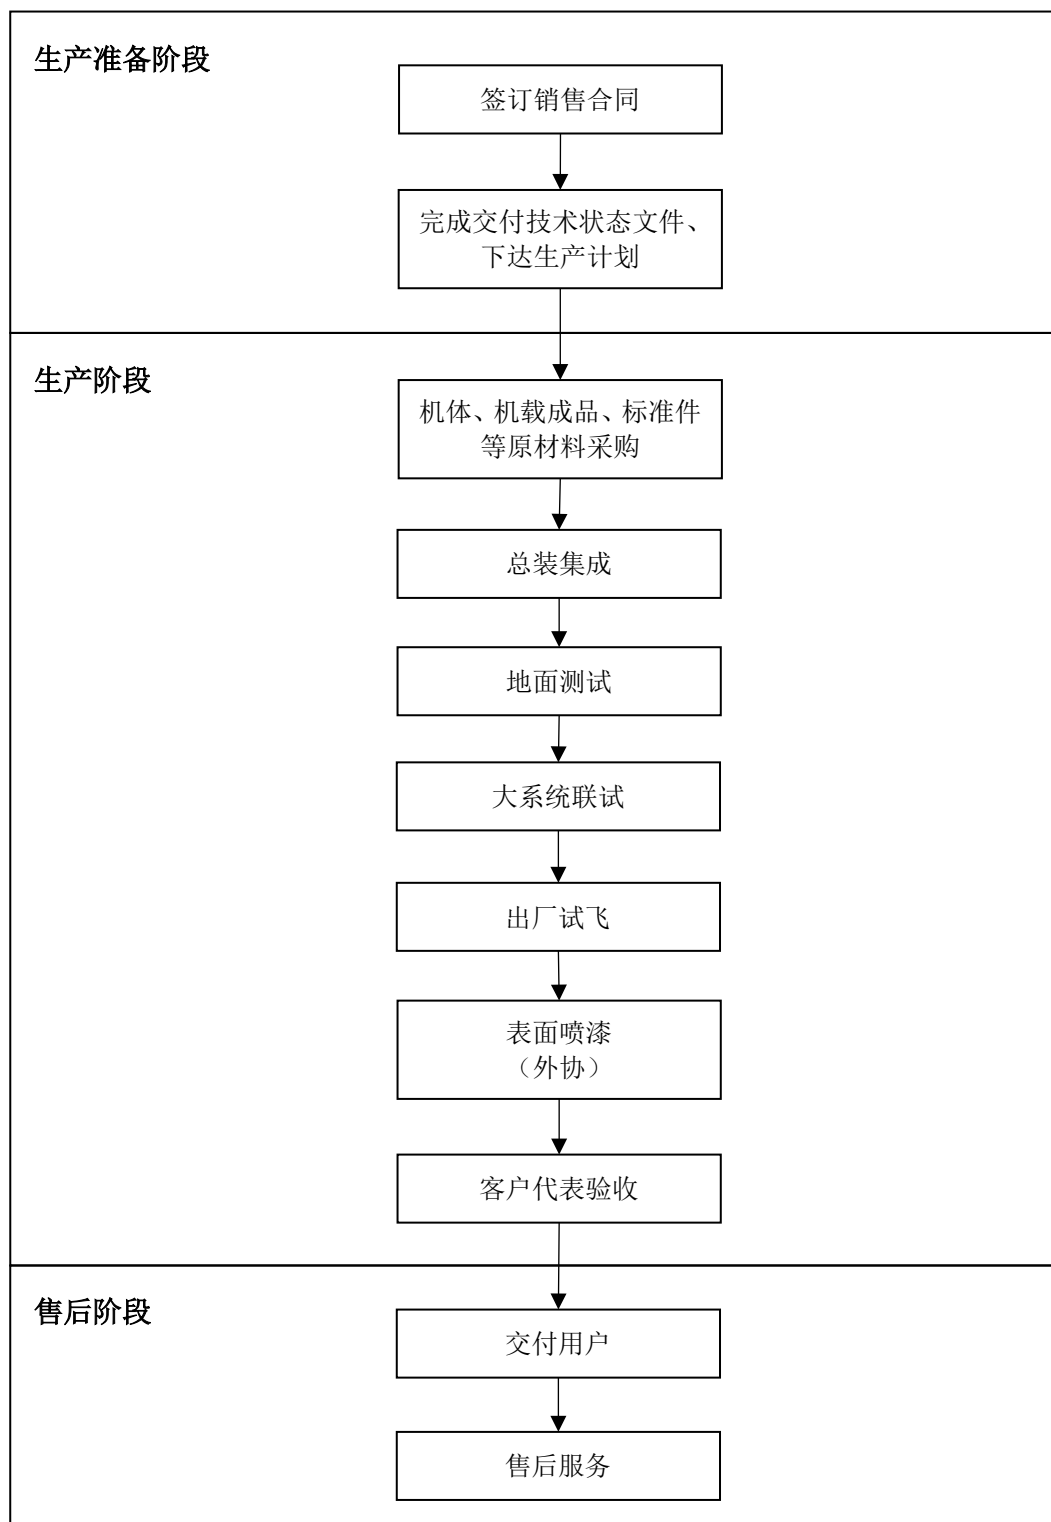 生产准备阶段
签订销售合同
完成交付技术状态文件、
下达生产计划
生产阶段
机体、机载成品、标准件
等原材料采购
总装集成
地面测试
大系统联试
出厂试飞
表面喷漆
（外协）
客户代表验收
售后阶段
交付用户
售后服务